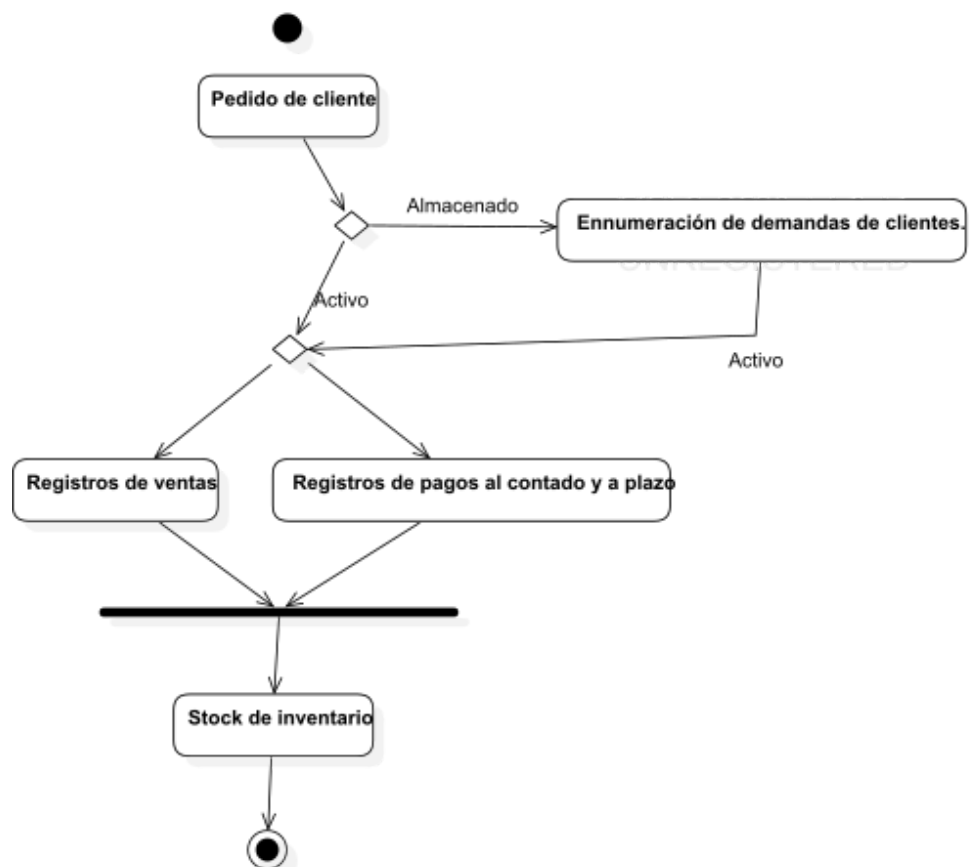 Pedido de cliente
Almacenado
Ennumeración de demandas de clientes.
UNREGISTERED
Activo
Activo
Registros de ventas
Registros de pagos al contado y a plazo
Stock de inventario